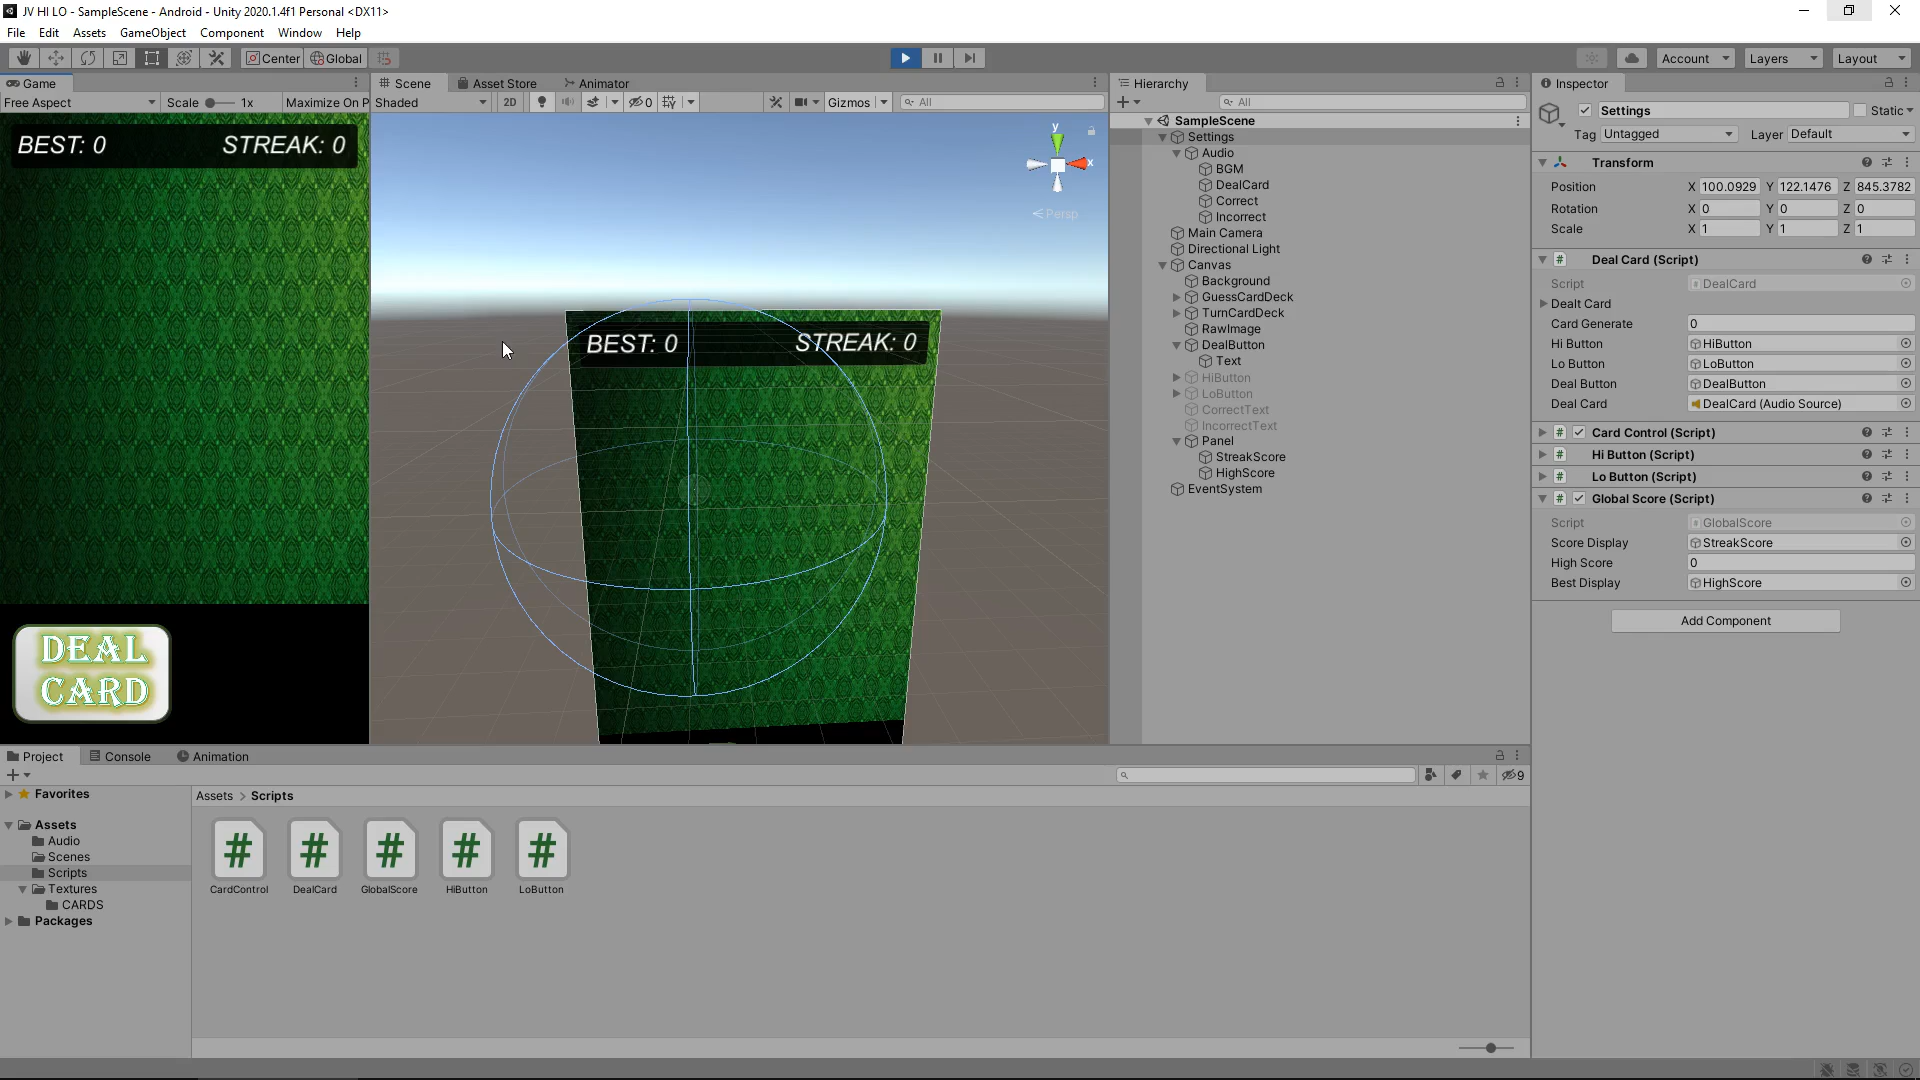 JV HI LO - SampleScene - Android - Unity 2020.1.4f1 Personal <DX11>
File Edit Assets GameObject Component Window Help
Center Global Account Layers Layout
Game
Free Aspect Scale 1x Maximize On P
BEST: 0 STREAK: 0
DEAL
CARD
Scene Asset Store Animator
Shaded 2D 0 Gizmos All
y
x
Persp
BEST: 0 STREAK: 0
Hierarchy
All
SampleScene
Settings
Audio
BGM
DealCard
Correct
Incorrect
Main Camera
Directional Light
Canvas
Background
GuessCardDeck
TurnCardDeck
RawImage
DealButton
Text
HiButton
LoButton
CorrectText
IncorrectText
Panel
StreakScore
HighScore
EventSystem
Inspector
Settings Static
Tag Untagged Layer Default
Transform
Position X 100.0929 Y 122.1476 Z 845.3782
Rotation X 0 Y 0 Z 0
Scale X 1 Y 1 Z 1
# Deal Card (Script)
Script DealCard
Dealt Card
Card Generate 0
Hi Button HiButton
Lo Button LoButton
Deal Button DealButton
Deal Card DealCard (Audio Source)
# Card Control (Script)
# Hi Button (Script)
# Lo Button (Script)
# Global Score (Script)
Script GlobalScore
Score Display StreakScore
High Score 0
Best Display HighScore
Add Component
Project Console Animation
9
Favorites
Assets
Audio
Scenes
Scripts
Textures
CARDS
Packages
Assets > Scripts
# # # # #
CardControl DealCard GlobalScore HiButton LoButton